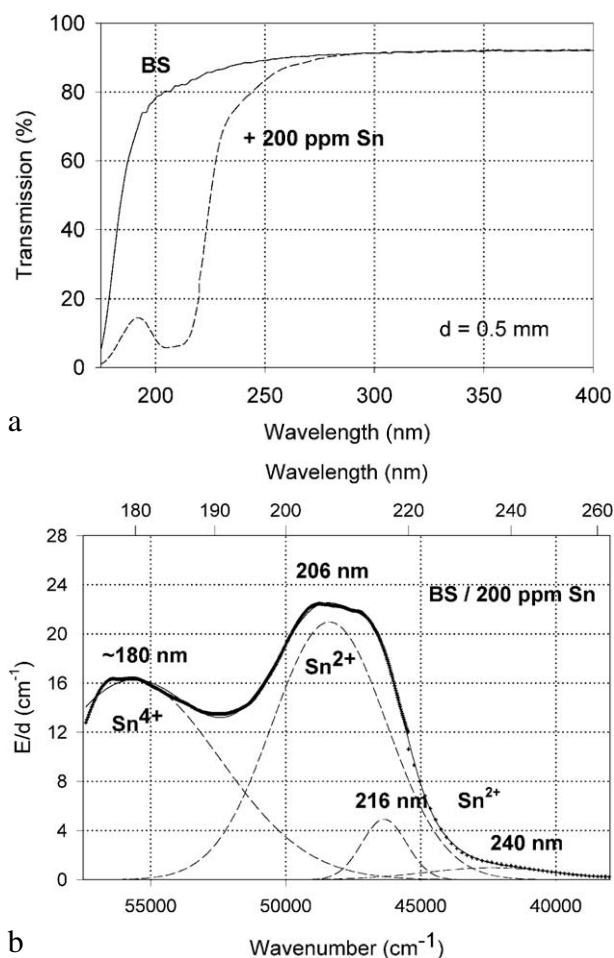 100
80
60
40
20
0
Transmission (%)
BS
+ 200 ppm Sn
d = 0.5 mm
200 250 300 350 400
Wavelength (nm)
a
Wavelength (nm)
180 190 200 210 220 240 260
28
24
20
16
12
8
4
0
E/d (cm⁻¹)
206 nm
BS / 200 ppm Sn
~180 nm
Sn²⁺
Sn⁴⁺
216 nm
Sn²⁺
240 nm
55000 50000 45000 40000
Wavenumber (cm⁻¹)
b